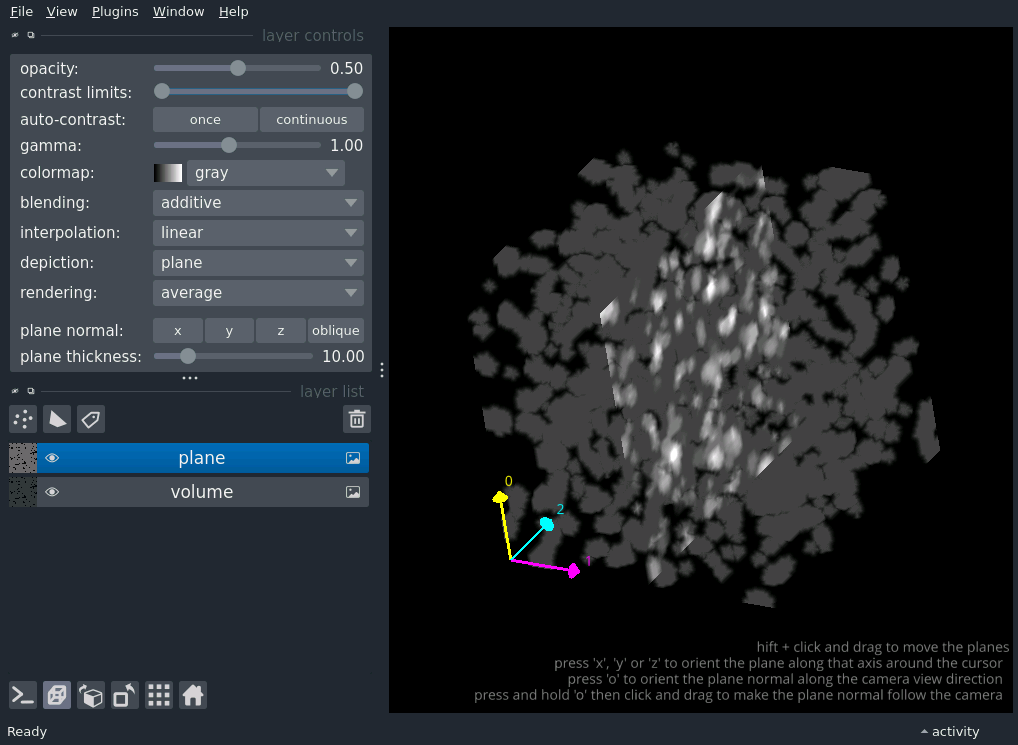 File View Plugins Window Help
layer controls
opacity: 0.50
contrast limits:
auto-contrast: once continuous
gamma: 1.00
colormap: gray
blending: additive
interpolation: linear
depiction: plane
rendering: average
plane normal: x y z oblique
plane thickness: 10.00
layer list
plane
volume
0
2
1
hift + click and drag to move the planes
press 'x', 'y' or 'z' to orient the plane along that axis around the cursor
press 'o' to orient the plane normal along the camera view direction
press and hold 'o' then click and drag to make the plane normal follow the camera
Ready
activity